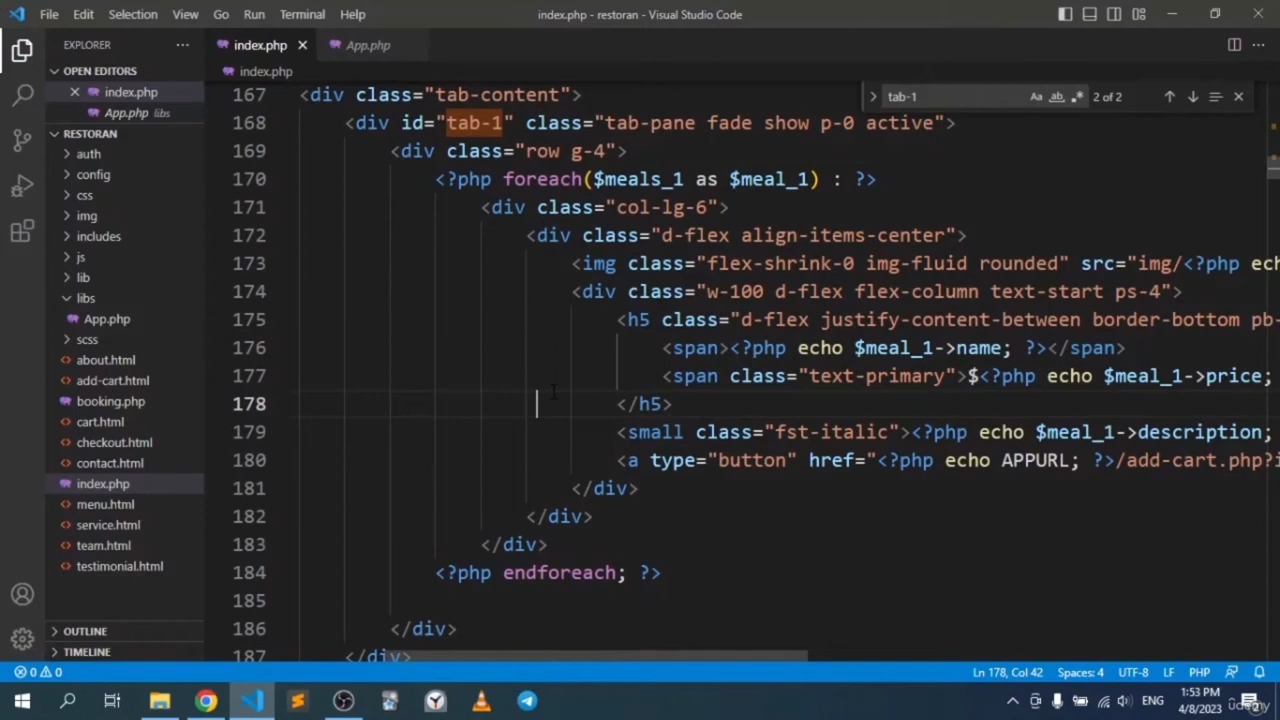 File Edit Selection View Go Run Terminal Help
index.php - restoran - Visual Studio Code
EXPLORER
index.php
App.php
OPEN EDITORS
index.php
index.php
App.php libs
RESTORAN
auth
config
css
img
includes
js
lib
libs
App.php
scss
about.html
add-cart.html
booking.php
cart.html
checkout.html
contact.html
index.php
menu.html
service.html
team.html
testimonial.html
OUTLINE
TIMELINE
tab-1
Aa ab
2 of 2
167 <div class="tab-content">
168 <div id="tab-1" class="tab-pane fade show p-0 active">
169 <div class="row g-4">
170 <?php foreach($meals_1 as $meal_1) : ?>
171 <div class="col-lg-6">
172 <div class="d-flex align-items-center">
173 <img class="flex-shrink-0 img-fluid rounded" src="img/<?php ech
174 <div class="w-100 d-flex flex-column text-start ps-4">
175 <h5 class="d-flex justify-content-between border-bottom pb-
176 <span><?php echo $meal_1->name; ?></span>
177 <span class="text-primary">$<?php echo $meal_1->price;
178 </h5>
179 <small class="fst-italic"><?php echo $meal_1->description;
180 <a type="button" href="<?php echo APPURL; ?>/add-cart.php?i
181 </div>
182 </div>
183 </div>
184 <?php endforeach; ?>
185
186 </div>
187 </div>
0 0
Ln 178, Col 42 Spaces: 4 UTF-8 LF PHP
ENG
1:53 PM
4/8/2023
udemy